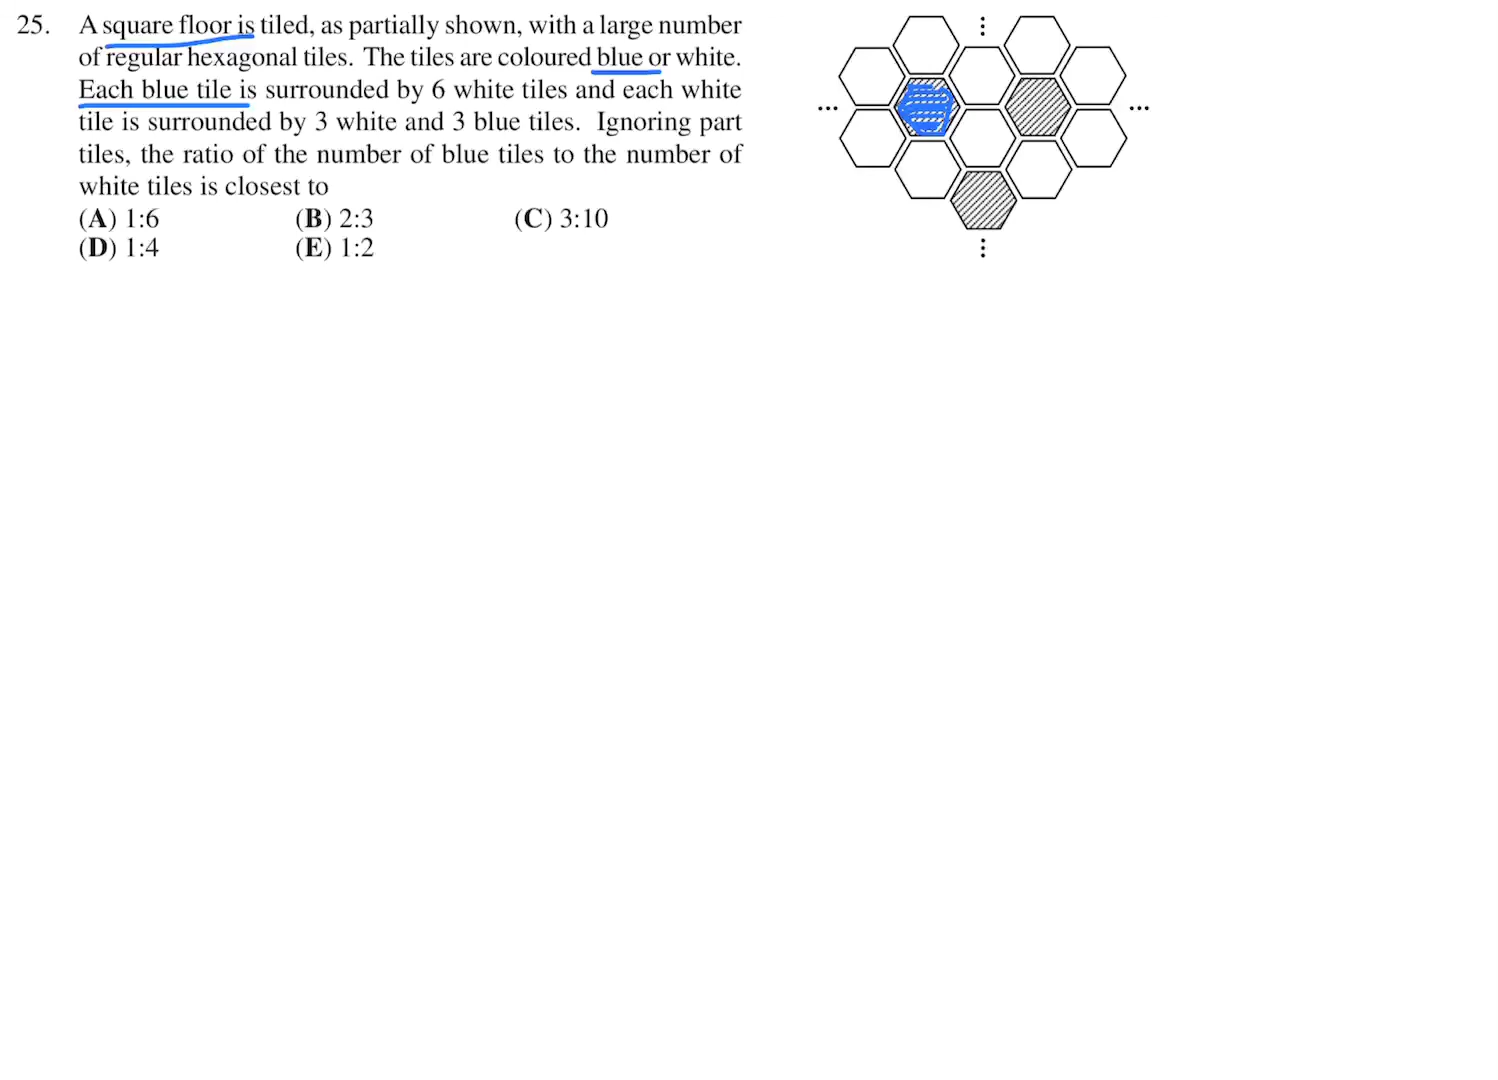 25. A square floor is tiled, as partially shown, with a large number
of regular hexagonal tiles. The tiles are coloured blue or white.
Each blue tile is surrounded by 6 white tiles and each white
tile is surrounded by 3 white and 3 blue tiles. Ignoring part
tiles, the ratio of the number of blue tiles to the number of
white tiles is closest to
(A) 1:6 (B) 2:3 (C) 3:10
(D) 1:4 (E) 1:2